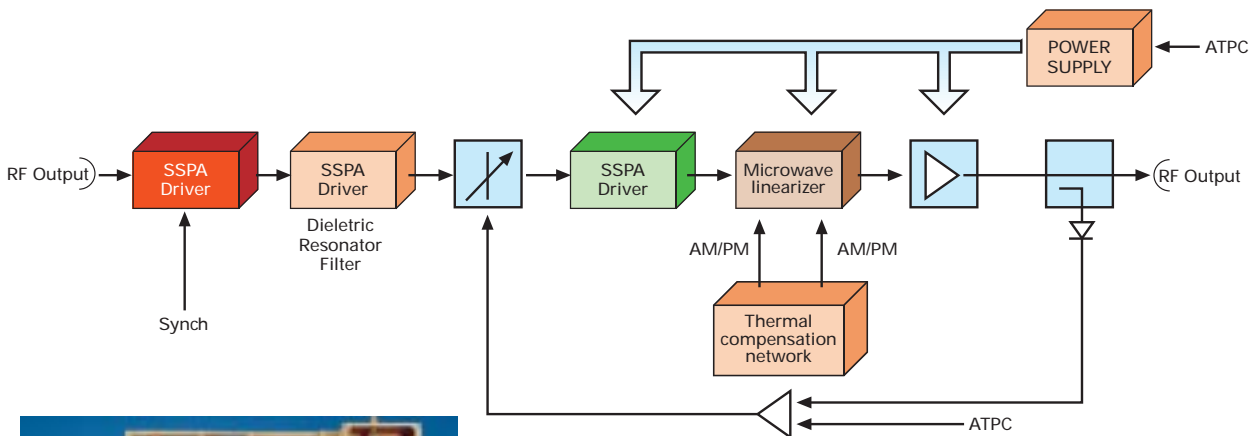 POWER
SUPPLY
ATPC
RF Output
SSPA
Driver
SSPA
Driver
SSPA
Driver
Microwave
linearizer
RF Output
Dieletric
Resonator
Filter
AM/PM
AM/PM
Synch
Thermal
compensation
network
ATPC